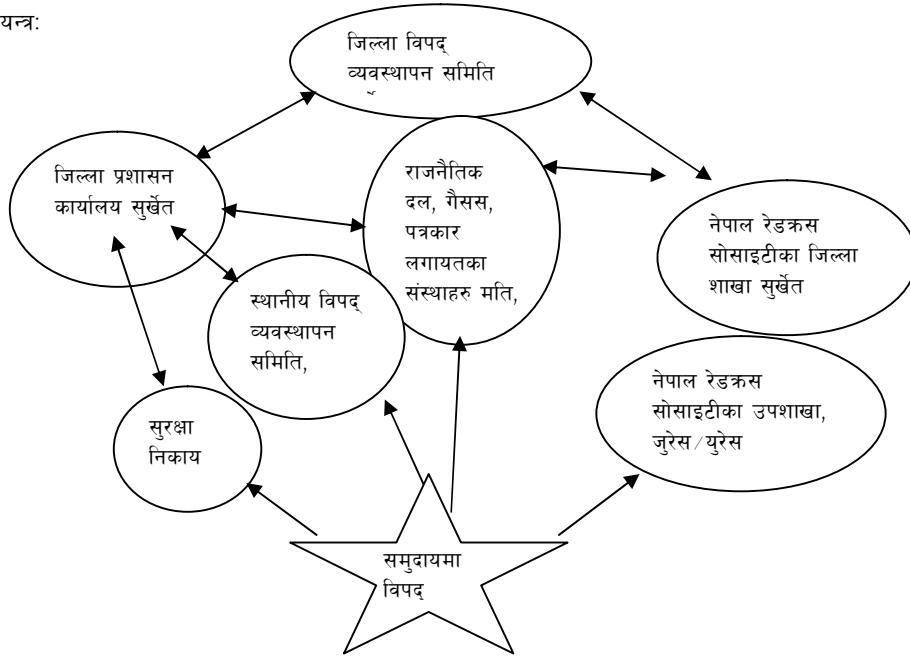 यन्त्र:
जिल्ला विपद्
व्यवस्थापन समिति
जिल्ला प्रशासन
कार्यालय सुर्खेत
राजनैतिक
दल, गैसस,
पत्रकार
लगायतका
संस्थाहरु मति,
नेपाल रेडक्रस
सोसाइटीका जिल्ला
शाखा सुर्खेत
स्थानीय विपद्
व्यवस्थापन
समिति,
नेपाल रेडक्रस
सोसाइटीका उपशाखा,
जुरेस/युरेस
सुरक्षा
निकाय
समुदायमा
विपद्